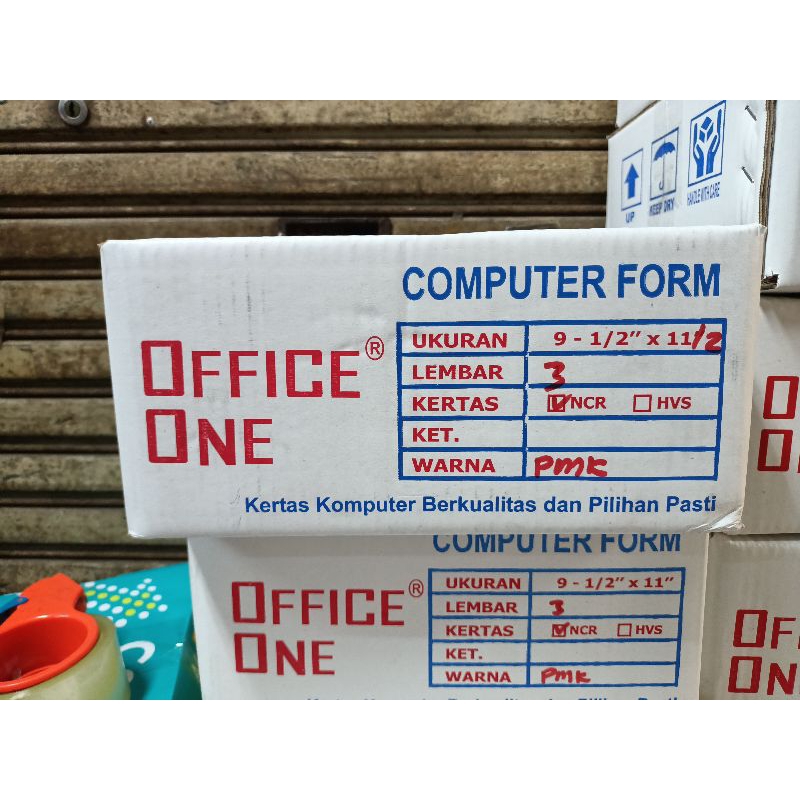 UP
KEEP DRY
HANDLE WITH CARE
COMPUTER FORM
OFFICE ONE®
UKURAN 9 - 1/2" x 11 1/2
LEMBAR 3
KERTAS ☑ NCR ☐ HVS
KET.
WARNA PMK
Kertas Komputer Berkualitas dan Pilihan Pasti
COMPUTER FORM
OFFICE ONE®
UKURAN 9 - 1/2" x 11"
LEMBAR 3
KERTAS ☑ NCR ☐ HVS
KET.
WARNA PMK
OF
ON